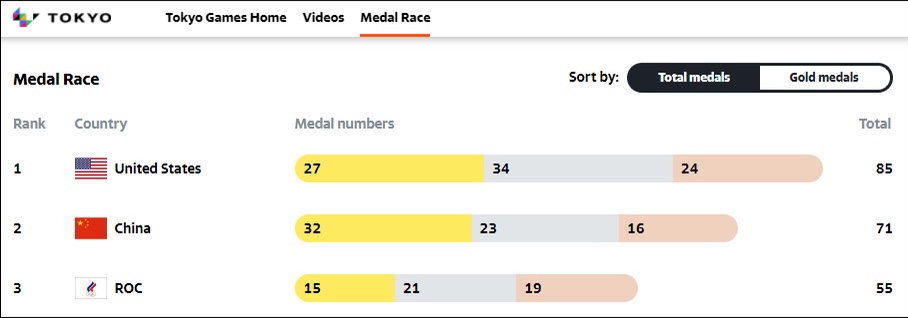 TOKYO Tokyo Games Home Videos Medal Race
Medal Race Sort by: Total medals Gold medals
Rank Country Medal numbers Total
1 United States 27 34 24 85
2 China 32 23 16 71
3 ROC 15 21 19 55